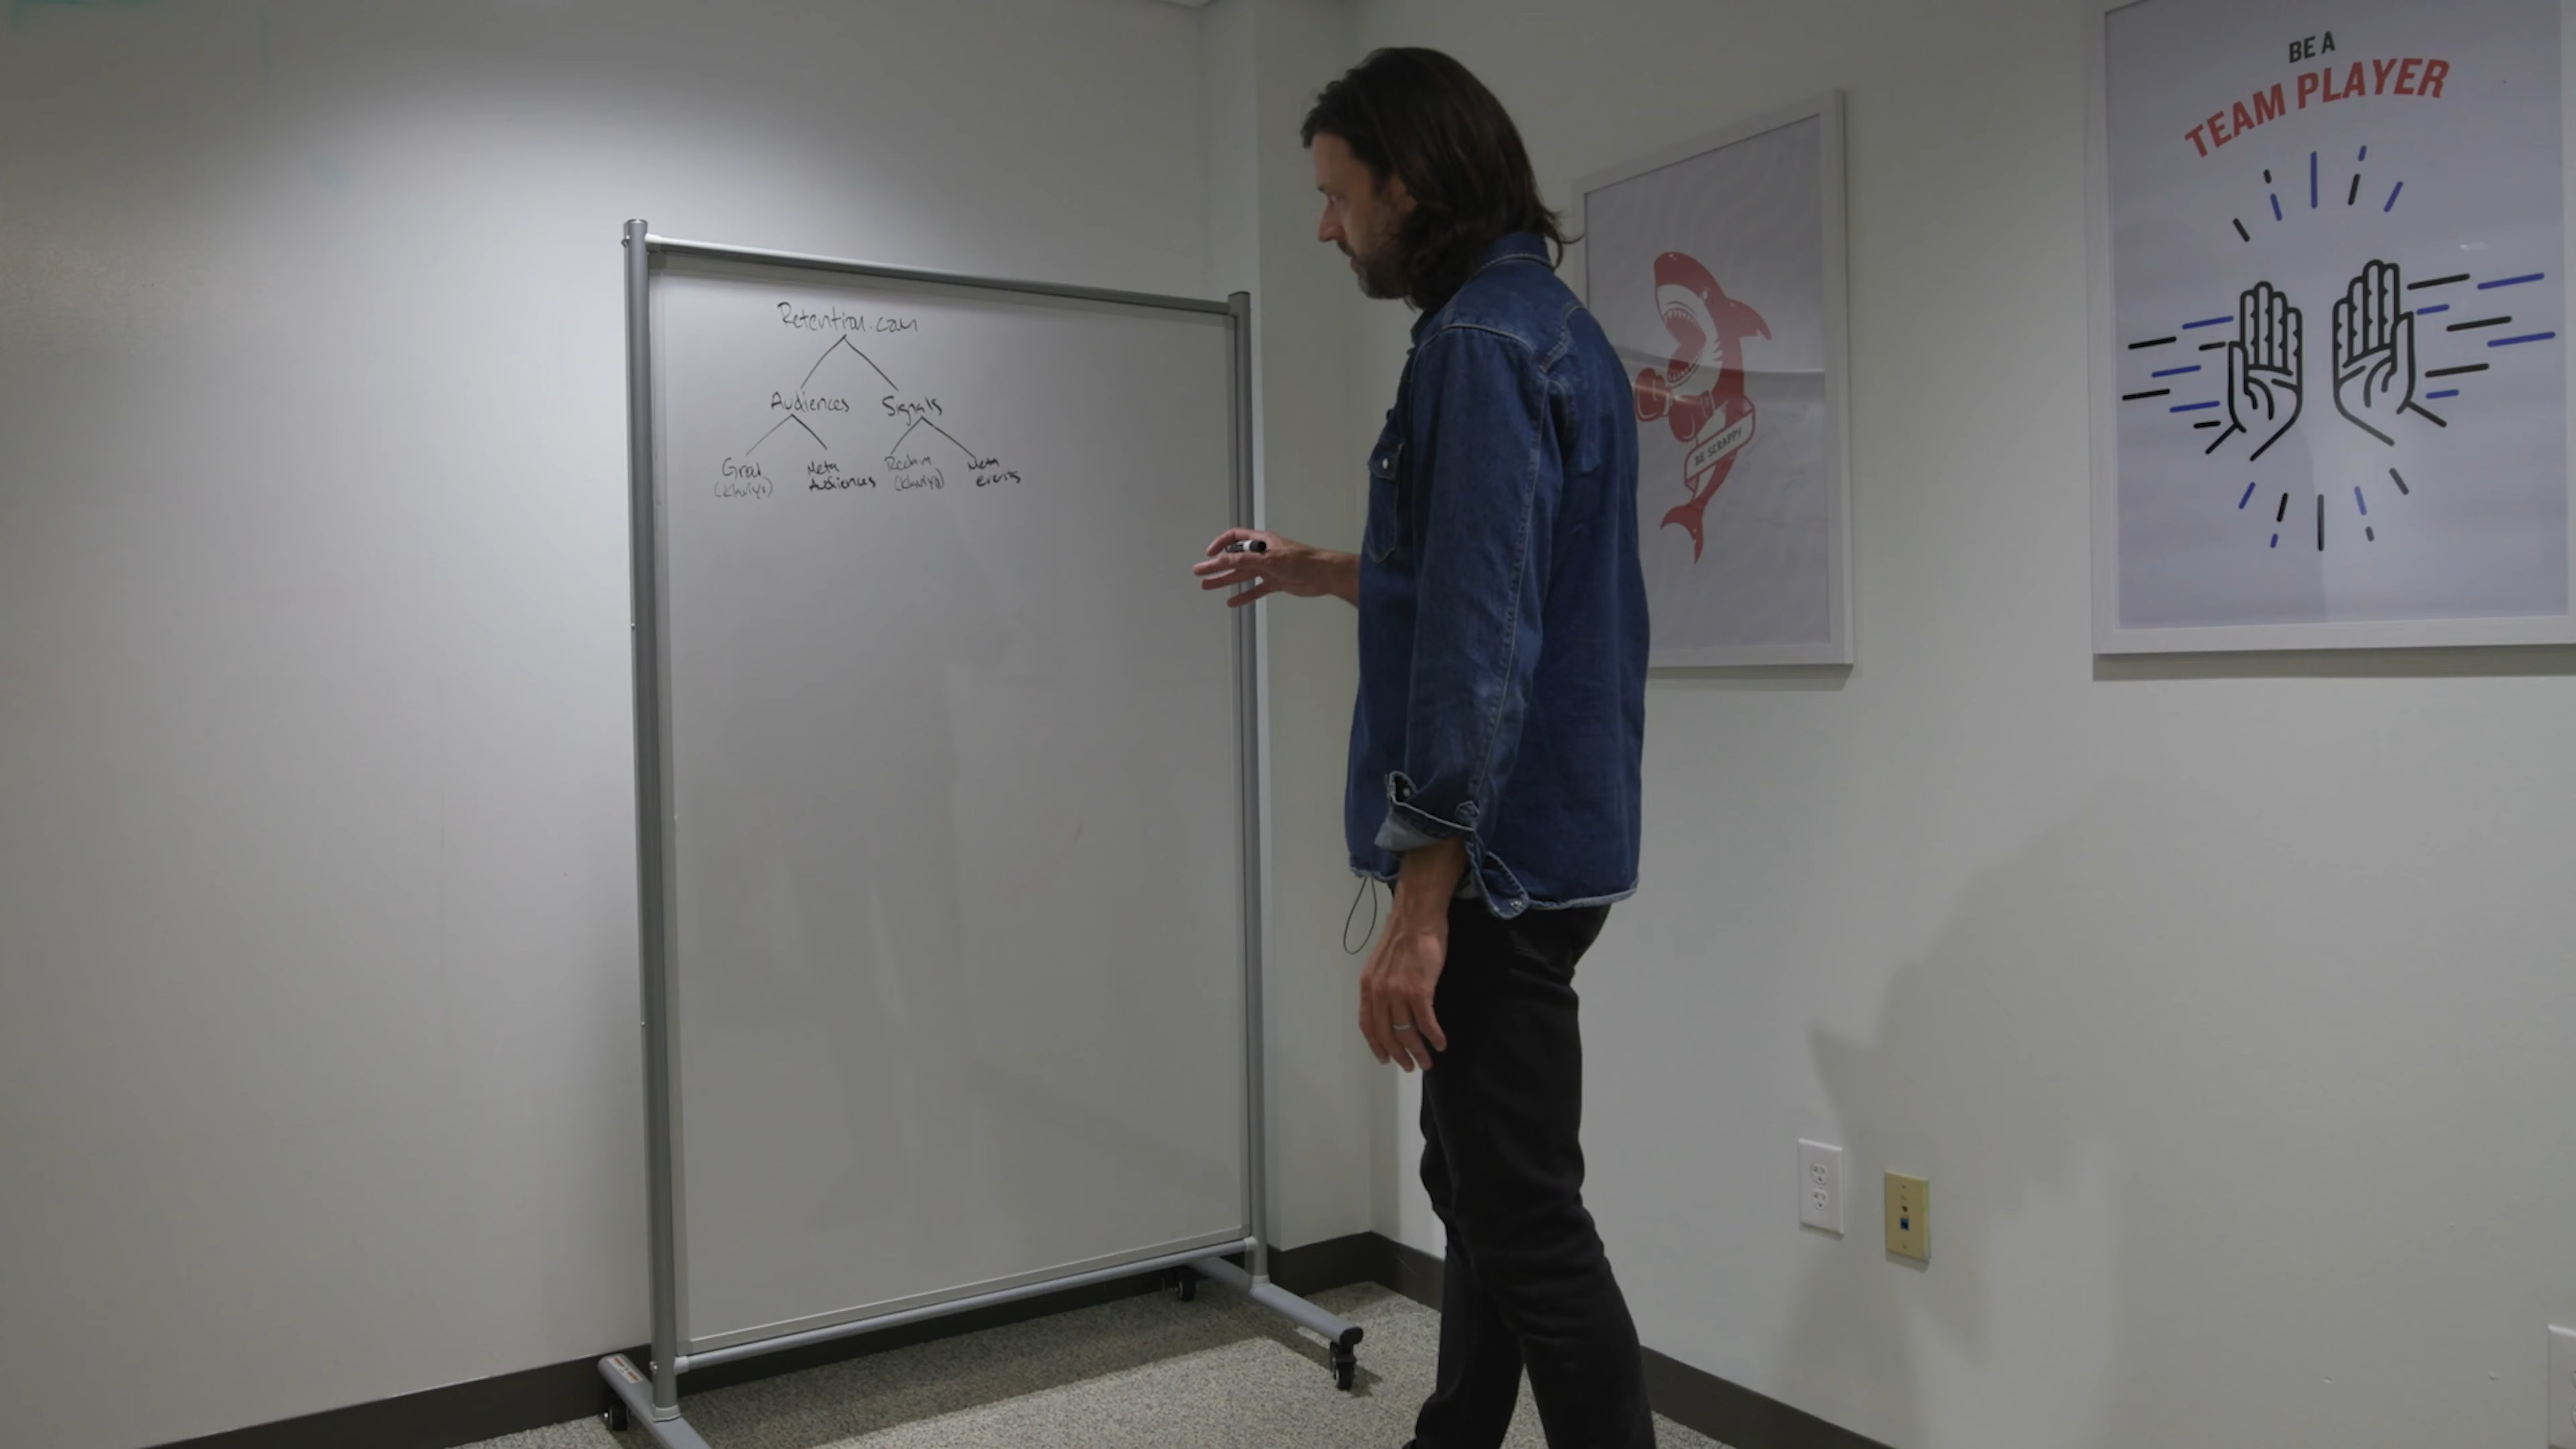 Retention.com
Audiences Signals
Grow Meta Reclaim Meta
(Klaviyo) Audiences (Klaviyo) events
BE SCRAPPY
BE A
TEAM PLAYER